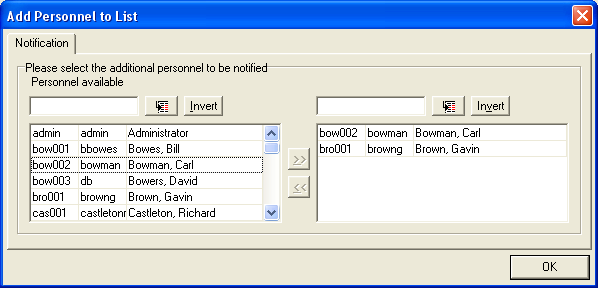 Add Personnel to List
Notification
Please select the additional personnel to be notified
Personnel available
Invert Invert
admin admin Administrator
bow001 bbowes Bowes, Bill
bow002 bowman Bowman, Carl
bow003 db Bowers, David
bro001 browng Brown, Gavin
cas001 castletonr Castleton, Richard
>>
<<
bow002 bowman Bowman, Carl
bro001 browng Brown, Gavin
OK